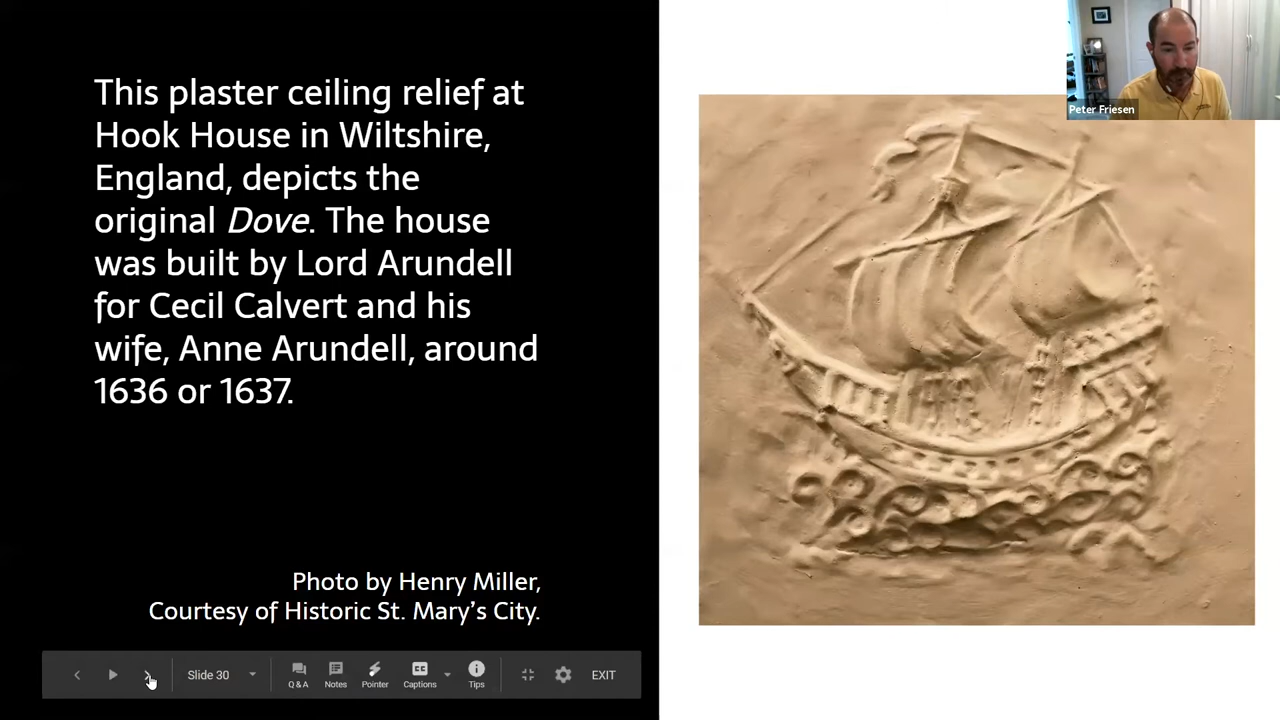 This plaster ceiling relief at
Hook House in Wiltshire,
England, depicts the
original Dove. The house
was built by Lord Arundell
for Cecil Calvert and his
wife, Anne Arundell, around
1636 or 1637.
Photo by Henry Miller,
Courtesy of Historic St. Mary's City.
Peter Friesen
Slide 30
Q & A
Notes
Pointer
Captions
Tips
EXIT